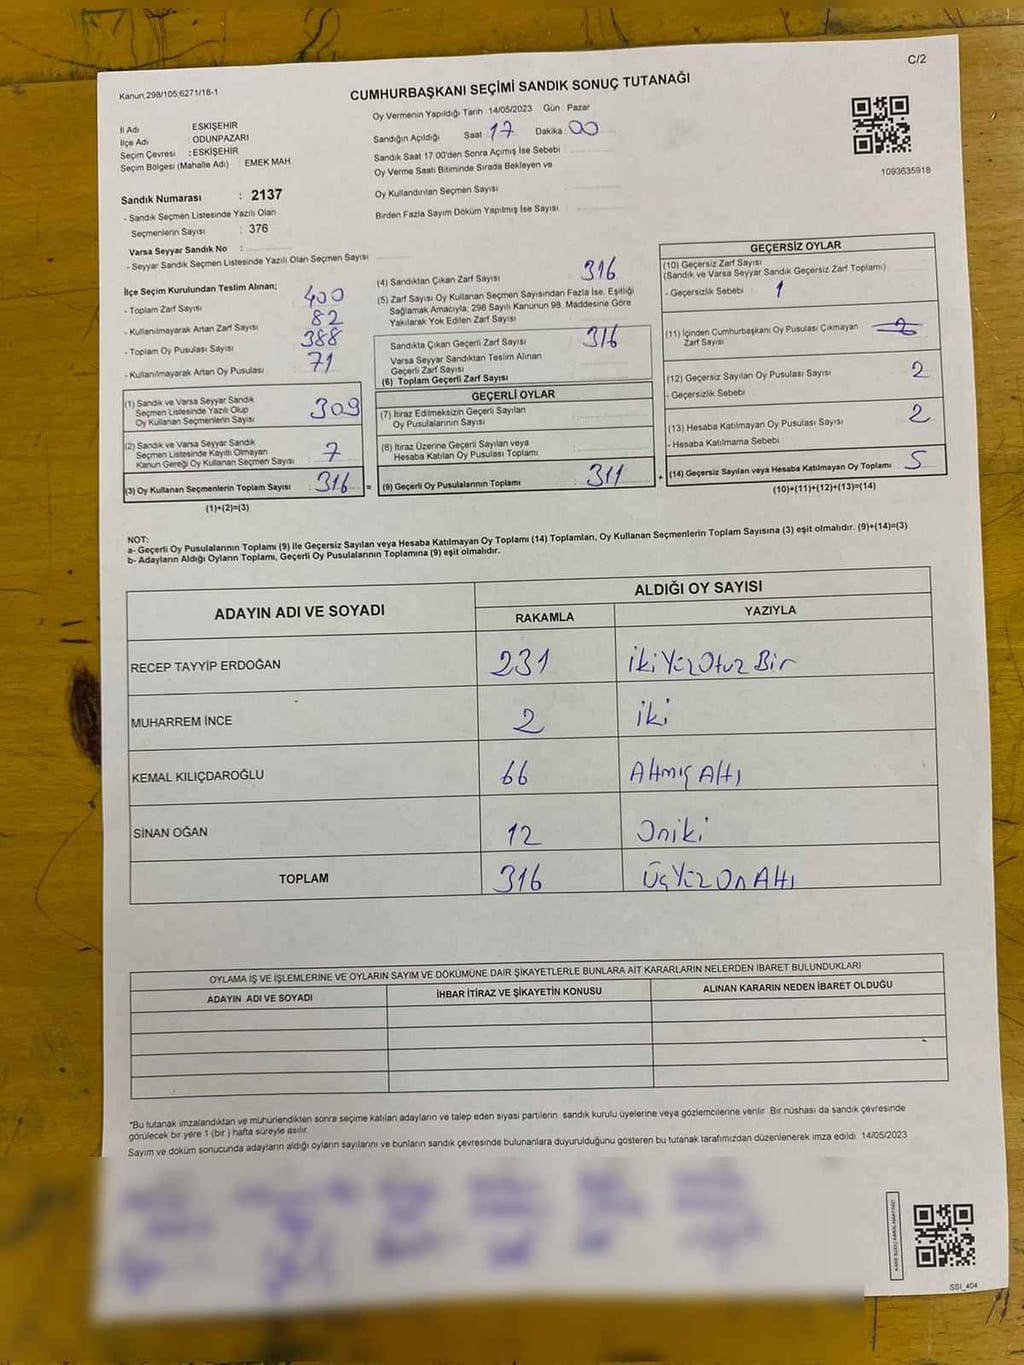 C/2
Kanun 298/105,6271/18-1
CUMHURBAŞKANI SEÇİMİ SANDIK SONUÇ TUTANAĞI
Oy Vermenin Yapıldığı Tarih :14/05/2023 Gün : Pazar
İl Adı : ESKİŞEHİR
İlçe Adı : ODUNPAZARI
Seçim Çevresi : ESKİŞEHİR
Seçim Bölgesi (Mahalle Adı) : EMEK MAH
Sandığın Açıldığı Saat 17 Dakika 00
Sandık Saat 17:00'den Sonra Açımış İse Sebebi :
Oy Verme Saati Bitiminde Sırada Bekleyen ve
Oy Kullandırılan Seçmen Sayısı :
Birden Fazla Sayım Döküm Yapılmış İse Sayısı :
1093635918
Sandık Numarası : 2137
- Sandık Seçmen Listesinde Yazılı Olan
Seçmenlerin Sayısı : 376
Varsa Seyyar Sandık No :
- Seyyar Sandık Seçmen Listesinde Yazılı Olan Seçmen Sayısı
İlçe Seçim Kurulundan Teslim Alınan;
- Toplam Zarf Sayısı : 400
- Kullanılmayarak Artan Zarf Sayısı : 82
- Toplam Oy Pusulası Sayısı : 388
- Kullanılmayarak Artan Oy Pusulası : 71
(1) Sandık ve Varsa Seyyar Sandık
Seçmen Listesinde Yazılı Olup
Oy Kullanan Seçmenlerin Sayısı : 309
(2) Sandık ve Varsa Seyyar Sandık
Seçmen Listesinde Kayıtlı Olmayan
Kanun Gereği Oy Kullanan Seçmen Sayısı : 7
(3) Oy Kullanan Seçmenlerin Toplam Sayısı : 316 =
(1)+(2)=(3)
(4) Sandıktan Çıkan Zarf Sayısı : 316
(5) Zarf Sayısı Oy Kullanan Seçmen Sayısından Fazla İse, Eşitliği
Sağlamak Amacıyla, 298 Sayılı Kanunun 98. Maddesine Göre
Yakılarak Yok Edilen Zarf Sayısı :
Sandıkta Çıkan Geçerli Zarf Sayısı : 316
Varsa Seyyar Sandıktan Teslim Alınan
Geçerli Zarf Sayısı :
(6) Toplam Geçerli Zarf Sayısı
GEÇERLİ OYLAR
(7) İtiraz Edilmeksizin Geçerli Sayılan
Oy Pusulalarının Sayısı :
(8) İtiraz Üzerine Geçerli Sayılan veya
Hesaba Katılan Oy Pusulası Toplamı :
(9) Geçerli Oy Pusulalarının Toplamı : 311 +
GEÇERSİZ OYLAR
(10) Geçersiz Zarf Sayısı
(Sandık ve Varsa Seyyar Sandık Geçersiz Zarf Toplamı)
- Geçersizlik Sebebi : 1
(11) İçinden Cumhurbaşkanı Oy Pusulası Çıkmayan
Zarf Sayısı
(12) Geçersiz Sayılan Oy Pusulası Sayısı : 2
- Geçersizlik Sebebi
(13) Hesaba Katılmayan Oy Pusulası Sayısı : 2
- Hesaba Katılmama Sebebi
(14) Geçersiz Sayılan veya Hesaba Katılmayan Oy Toplamı : 5
(10)+(11)+(12)+(13)=(14)
NOT:
a- Geçerli Oy Pusulalarının Toplamı (9) ile Geçersiz Sayılan veya Hesaba Katılmayan Oy Toplamı (14) Toplamları, Oy Kullanan Seçmenlerin Toplam Sayısına (3) eşit olmalıdır. (9)+(14)=(3)
b- Adayların Aldığı Oyların Toplamı, Geçerli Oy Pusulalarının Toplamına (9) eşit olmalıdır.
ADAYIN ADI VE SOYADI ALDIĞI OY SAYISI
RAKAMLA YAZIYLA
RECEP TAYYİP ERDOĞAN 231 ikiYüzOtuz Bir
MUHARREM İNCE 2 iki
KEMAL KILIÇDAROĞLU 66 Altmış Altı
SİNAN OĞAN 12 Oniki
TOPLAM 316 ÜçYüz On Altı
OYLAMA İŞ VE İŞLEMLERİNE VE OYLARIN SAYIM VE DÖKÜMÜNE DAİR ŞİKAYETLERLE BUNLARA AİT KARARLARIN NELERDEN İBARET BULUNDUKLARI
ADAYIN ADI VE SOYADI İHBAR İTİRAZ VE ŞİKAYETİN KONUSU ALINAN KARARIN NEDEN İBARET OLDUĞU
*Bu tutanak imzalandıktan ve mühürlendikten sonra seçime katılan adayların ve talep eden siyasi partilerin sandık kurulu üyelerine veya gözlemcilerine verilir. Bir nüshası da sandık çevresinde
görülecek bir yere 1 (bir ) hafta süreyle asılır.
Sayım ve döküm sonucunda adayların aldığı oyların sayılarını ve bunların sandık çevresinde bulunanlara duyurulduğunu gösteren bu tutanak tarafımızdan düzenlenerek imza edildi. 14/05/2023
SSI_404